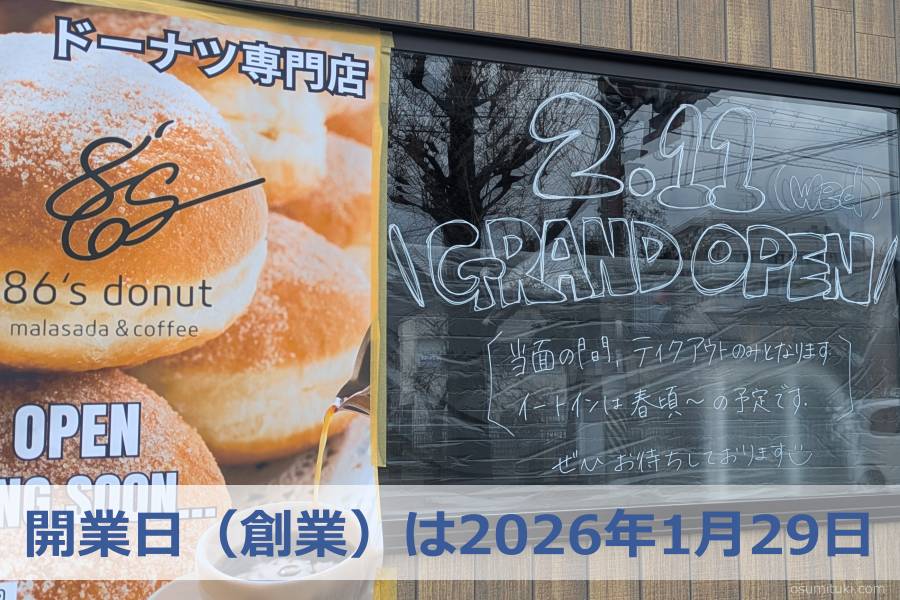 ドーナツ専門店
86's
86's donut
malasada & coffee
OPEN
NG SOON...
2.11 (Wed)
\GRAND OPEN/
当面の間、テイクアウトのみとなります。
イートインは春頃〜の予定です。
ぜひお待ちしております
開業日（創業）は2026年1月29日
osumituki.com